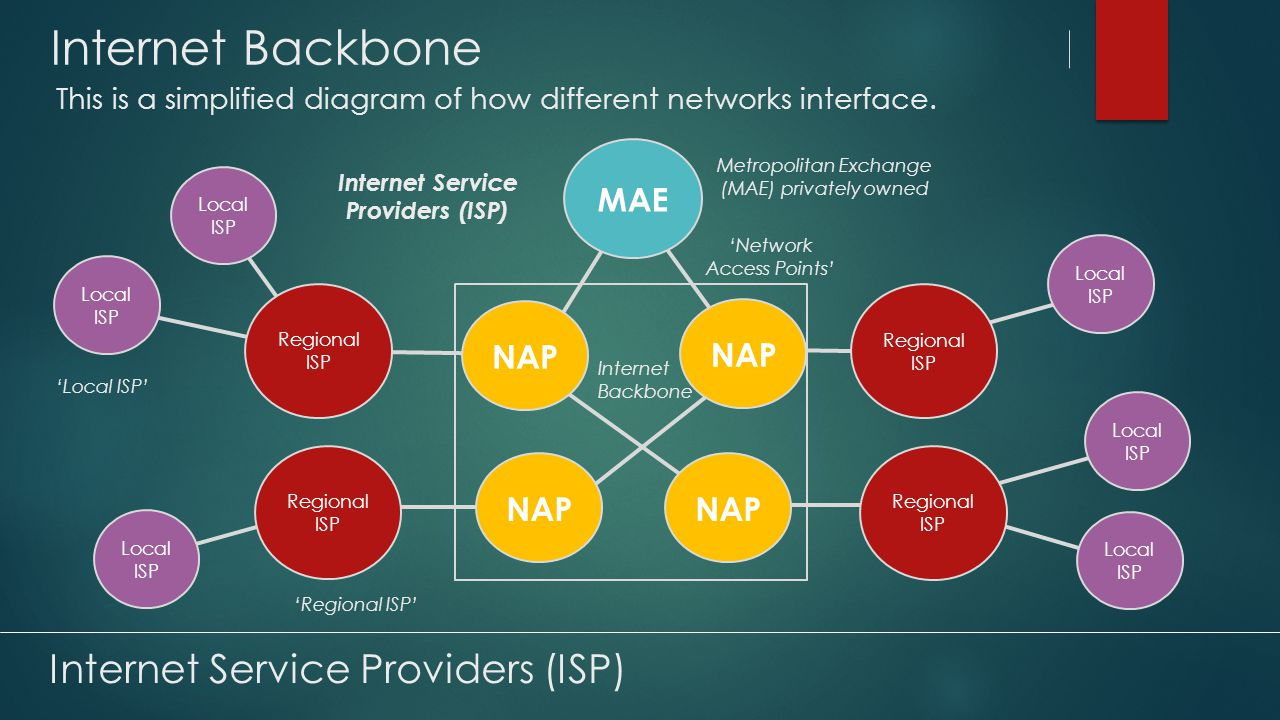 Internet Backbone
This is a simplified diagram of how different networks interface.
Internet Service
Providers (ISP)
MAE
Metropolitan Exchange
(MAE) privately owned
‘Network
Access Points’
Local
ISP
Local
ISP
‘Local ISP’
Regional
ISP
NAP
Internet
Backbone
NAP
Regional
ISP
Local
ISP
Local
ISP
Regional
ISP
NAP
NAP
Regional
ISP
Local
ISP
Local
ISP
‘Regional ISP’
Internet Service Providers (ISP)